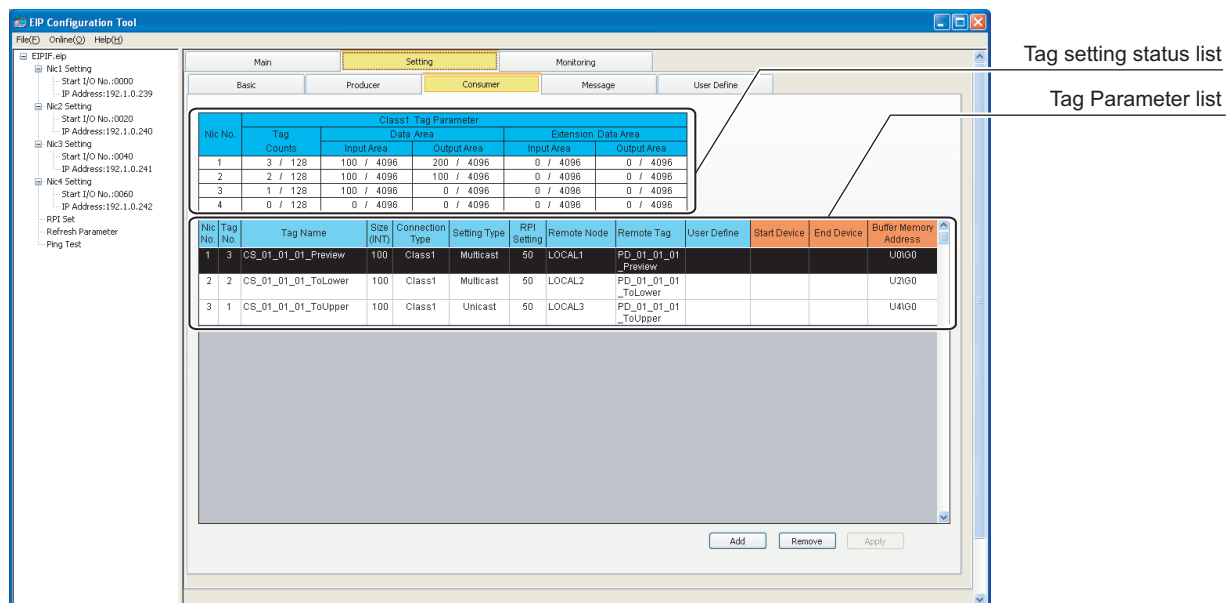 EIP Configuration Tool
File(F) Online(O) Help(H)
EIPIF.eip
Nic1 Setting
Start I/O No.:0000
IP Address:192.1.0.239
Nic2 Setting
Start I/O No.:0020
IP Address:192.1.0.240
Nic3 Setting
Start I/O No.:0040
IP Address:192.1.0.241
Nic4 Setting
Start I/O No.:0060
IP Address:192.1.0.242
RPI Set
Refresh Parameter
Ping Test
Main Setting Monitoring
Basic Producer Consumer Message User Define
Class1 Tag Parameter
Nic No. Tag Counts Data Area Extension Data Area
Input Area Output Area Input Area Output Area
1 3 / 128 100 / 4096 200 / 4096 0 / 4096 0 / 4096
2 2 / 128 100 / 4096 100 / 4096 0 / 4096 0 / 4096
3 1 / 128 100 / 4096 0 / 4096 0 / 4096 0 / 4096
4 0 / 128 0 / 4096 0 / 4096 0 / 4096 0 / 4096
Nic No. Tag No. Tag Name Size (INT) Connection Type Setting Type RPI Setting Remote Node Remote Tag User Define Start Device End Device Buffer Memory Address
1 3 CS_01_01_01_Preview 100 Class1 Multicast 50 LOCAL1 PD_01_01_01_Preview U0\G0
2 2 CS_01_01_01_ToLower 100 Class1 Multicast 50 LOCAL2 PD_01_01_01_ToLower U2\G0
3 1 CS_01_01_01_ToUpper 100 Class1 Unicast 50 LOCAL3 PD_01_01_01_ToUpper U4\G0
Add Remove Apply
Tag setting status list
Tag Parameter list